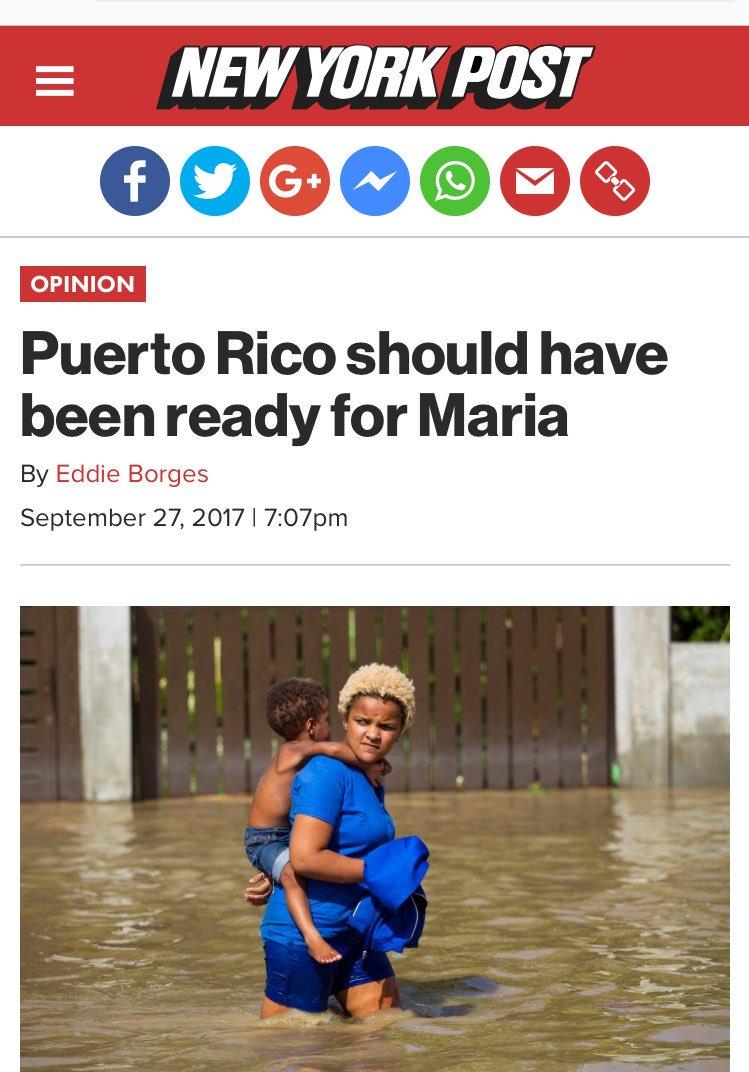 NEW YORK POST
f
G+
OPINION
Puerto Rico should have
been ready for Maria
By Eddie Borges
September 27, 2017 | 7:07pm